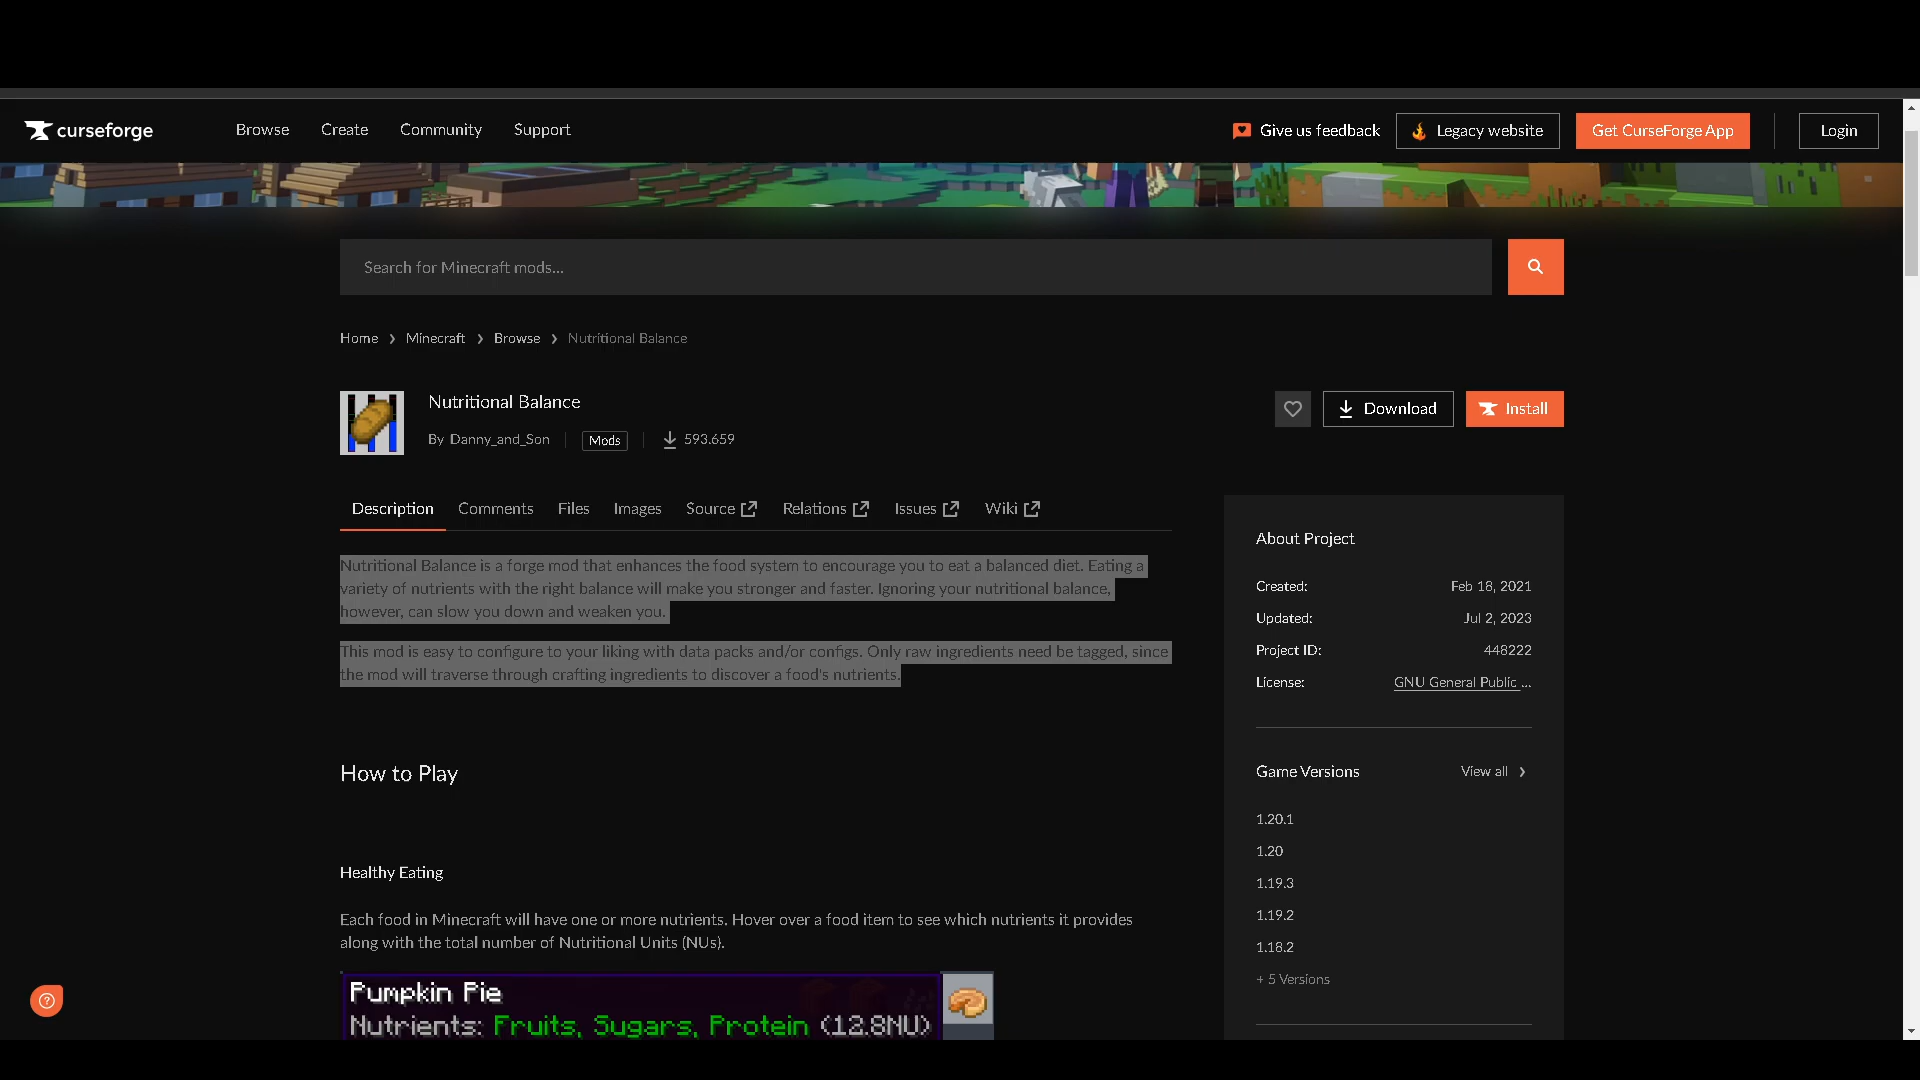 curseforge
Browse Create Community Support
Give us feedback Legacy website Get CurseForge App Login
Search for Minecraft mods...
Home Minecraft Browse Nutritional Balance
Nutritional Balance
Download Install
By Danny_and_Son Mods 593.659
Description Comments Files Images Source Relations Issues Wiki
Nutritional Balance is a forge mod that enhances the food system to encourage you to eat a balanced diet. Eating a
variety of nutrients with the right balance will make you stronger and faster. Ignoring your nutritional balance,
however, can slow you down and weaken you.
This mod is easy to configure to your liking with data packs and/or configs. Only raw ingredients need be tagged, since
the mod will traverse through crafting ingredients to discover a food's nutrients.
How to Play
Healthy Eating
Each food in Minecraft will have one or more nutrients. Hover over a food item to see which nutrients it provides
along with the total number of Nutritional Units (NUs).
Pumpkin Pie
Nutrients: Fruits, Sugars, Protein (12.8NU)
About Project
Created: Feb 18, 2021
Updated: Jul 2, 2023
Project ID: 448222
License: GNU General Public ...
Game Versions View all
1.20.1
1.20
1.19.3
1.19.2
1.18.2
+ 5 Versions